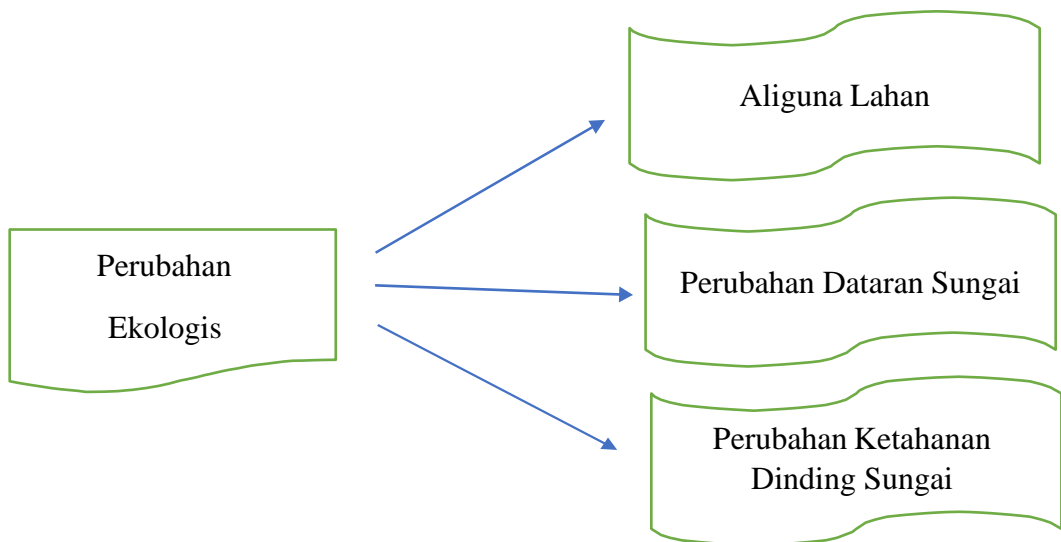 Aliguna Lahan
Perubahan
Ekologis
Perubahan Dataran Sungai
Perubahan Ketahanan
Dinding Sungai